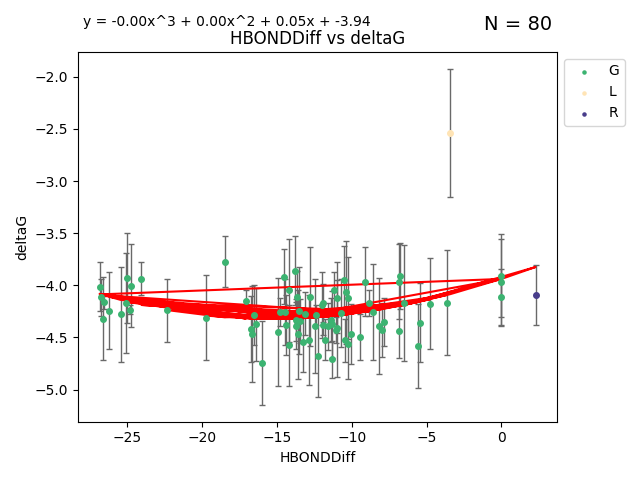 y = -0.00x^3 + 0.00x^2 + 0.05x + -3.94
N = 80
HBONDDiff vs deltaG
G
L
R
deltaG
−2.0
−2.5
−3.0
−3.5
−4.0
−4.5
−5.0
−25 −20 −15 −10 −5 0
HBONDDiff